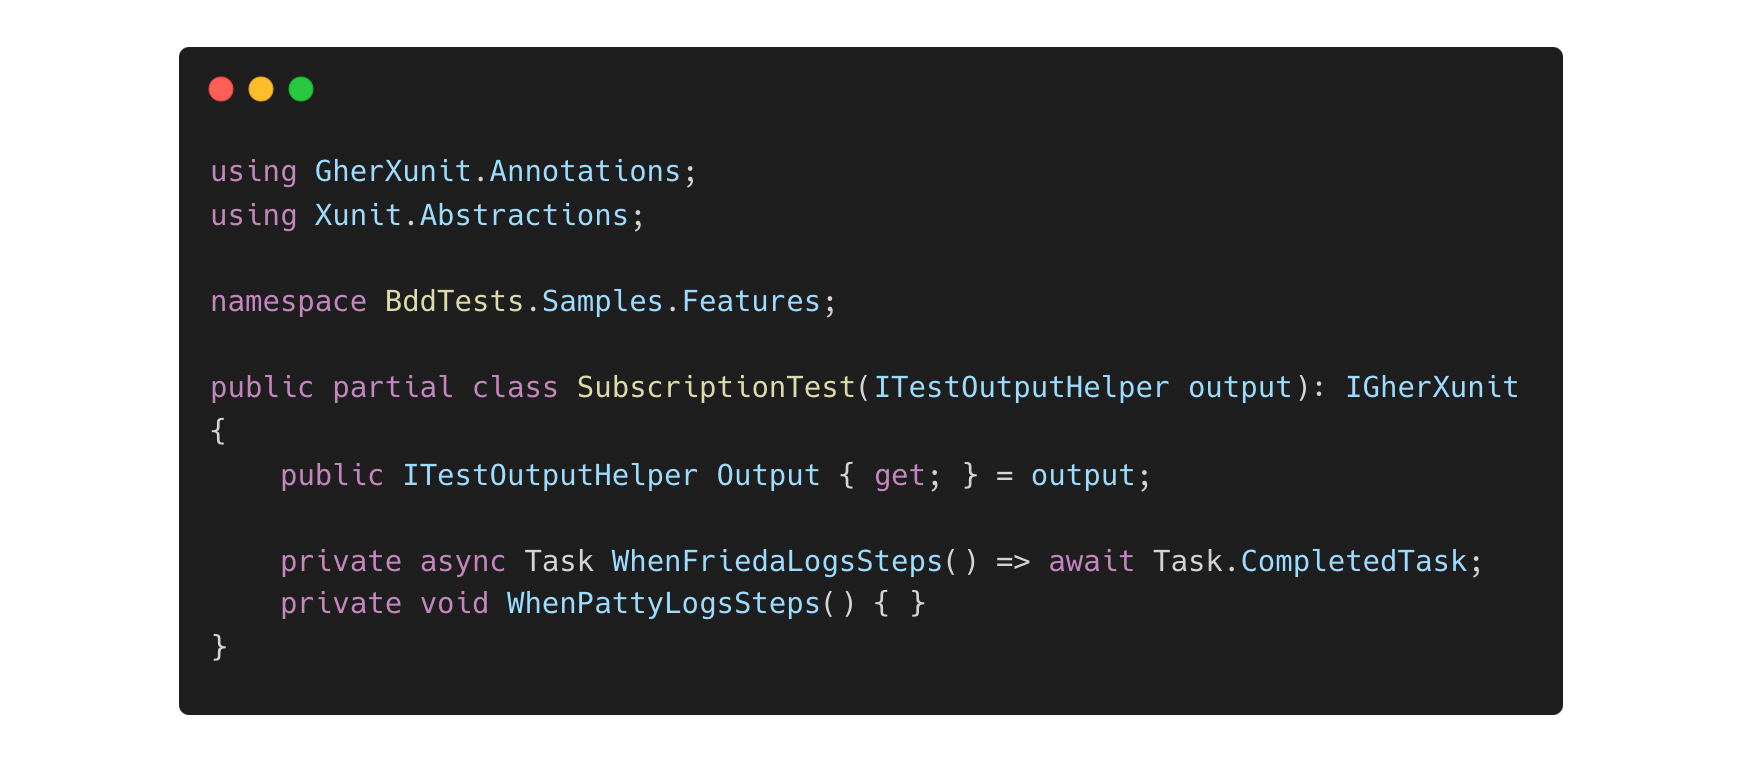 using GherXunit.Annotations;
using Xunit.Abstractions;

namespace BddTests.Samples.Features;

public partial class SubscriptionTest(ITestOutputHelper output): IGherXunit
{
    public ITestOutputHelper Output { get; } = output;

    private async Task WhenFriedaLogsSteps() => await Task.CompletedTask;
    private void WhenPattyLogsSteps() { }
}